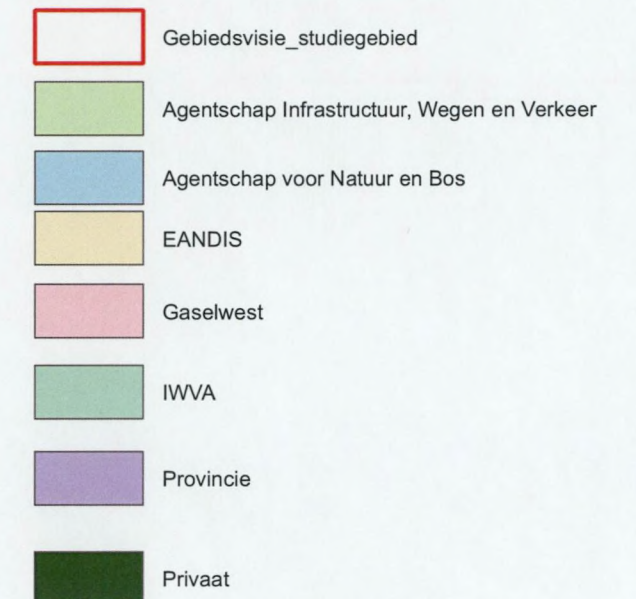 Gebiedsvisie_studiegebied
Agentschap Infrastructuur, Wegen en Verkeer
Agentschap voor Natuur en Bos
EANDIS
Gaselwest
IWVA
Provincie
Privaat